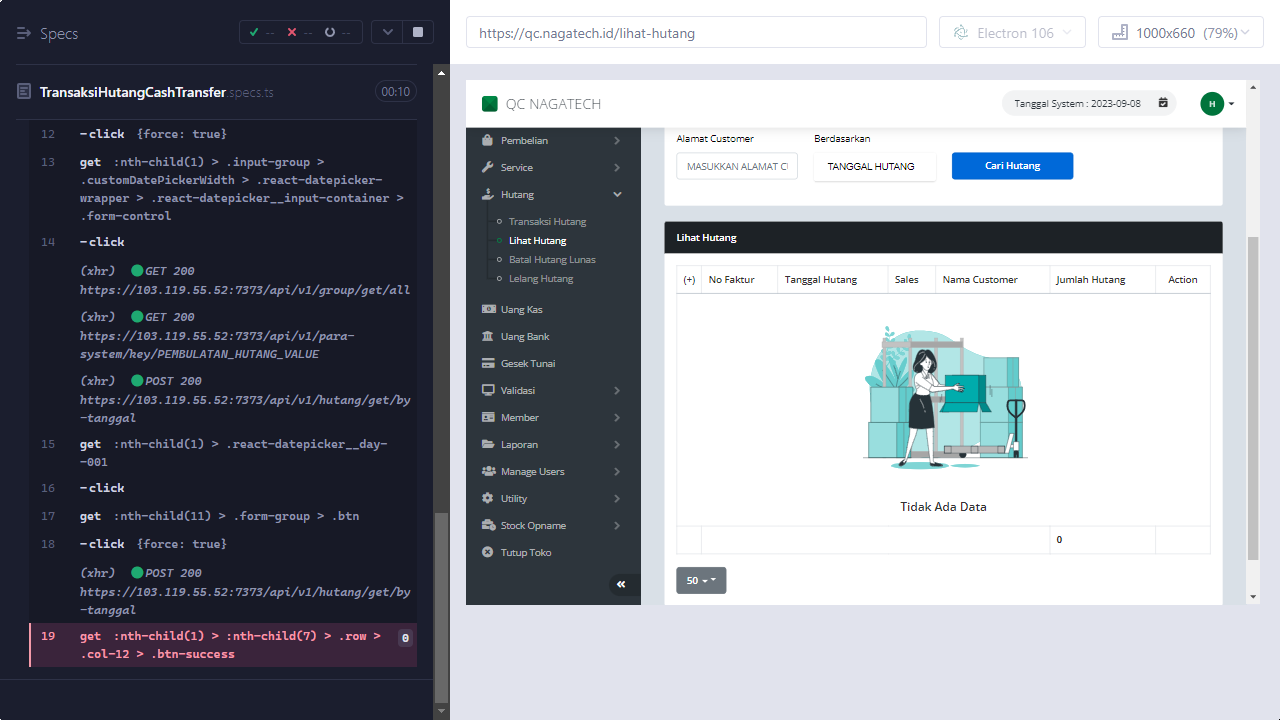 Specs
--
--
--
TransaksiHutangCashTransfer.specs.ts
00:10
12 -click {force: true}
13 get :nth-child(1) > .input-group >
.customDatePickerWidth > .react-datepicker-
wrapper > .react-datepicker__input-container >
.form-control
14 -click
(xhr) GET 200
https://103.119.55.52:7373/api/v1/group/get/all
(xhr) GET 200
https://103.119.55.52:7373/api/v1/para-
system/key/PEMBULATAN_HUTANG_VALUE
(xhr) POST 200
https://103.119.55.52:7373/api/v1/hutang/get/by
-tanggal
15 get :nth-child(1) > .react-datepicker__day-
-001
16 -click
17 get :nth-child(11) > .form-group > .btn
18 -click {force: true}
(xhr) POST 200
https://103.119.55.52:7373/api/v1/hutang/get/by
-tanggal
19 get :nth-child(1) > :nth-child(7) > .row > 0
.col-12 > .btn-success
https://qc.nagatech.id/lihat-hutang
Electron 106
1000x660 (79%)
QC NAGATECH
Tanggal System : 2023-09-08
H
Pembelian
Service
Hutang
Transaksi Hutang
Lihat Hutang
Batal Hutang Lunas
Lelang Hutang
Uang Kas
Uang Bank
Gesek Tunai
Validasi
Member
Laporan
Manage Users
Utility
Stock Opname
Tutup Toko
«
Alamat Customer
Berdasarkan
MASUKKAN ALAMAT CU
TANGGAL HUTANG
Cari Hutang
Lihat Hutang
(+) No Faktur Tanggal Hutang Sales Nama Customer Jumlah Hutang Action
Tidak Ada Data
0
50